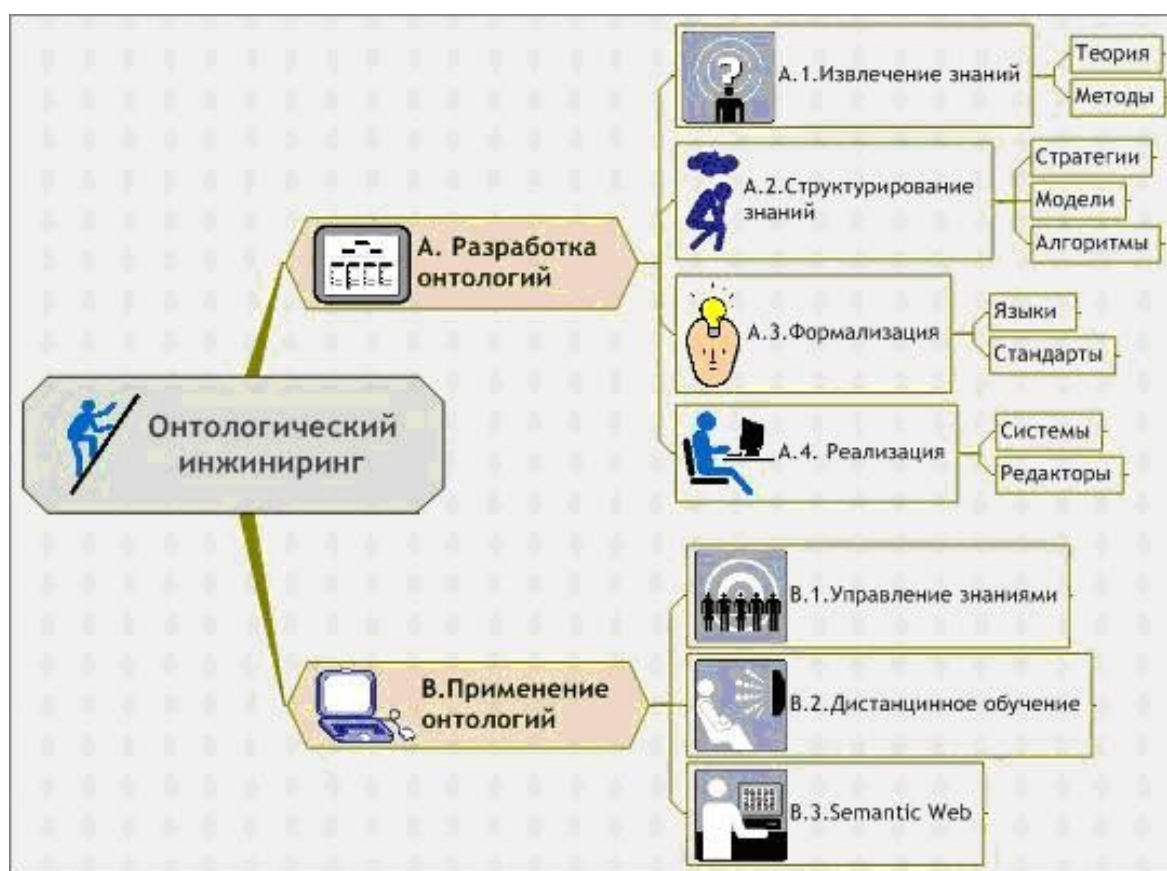 Онтологический
инжиниринг
А. Разработка
онтологий
А.1.Извлечение знаний
Теория
Методы
А.2.Структурирование
знаний
Стратегии
Модели
Алгоритмы
А.3.Формализация
Языки
Стандарты
А.4. Реализация
Системы
Редакторы
В.Применение
онтологий
В.1.Управление знаниями
В.2.Дистанцинное обучение
В.3.Semantic Web